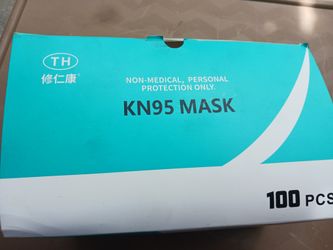 TH
修仁康®
NON-MEDICAL, PERSONAL
PROTECTION ONLY.
KN95 MASK
100 PCS